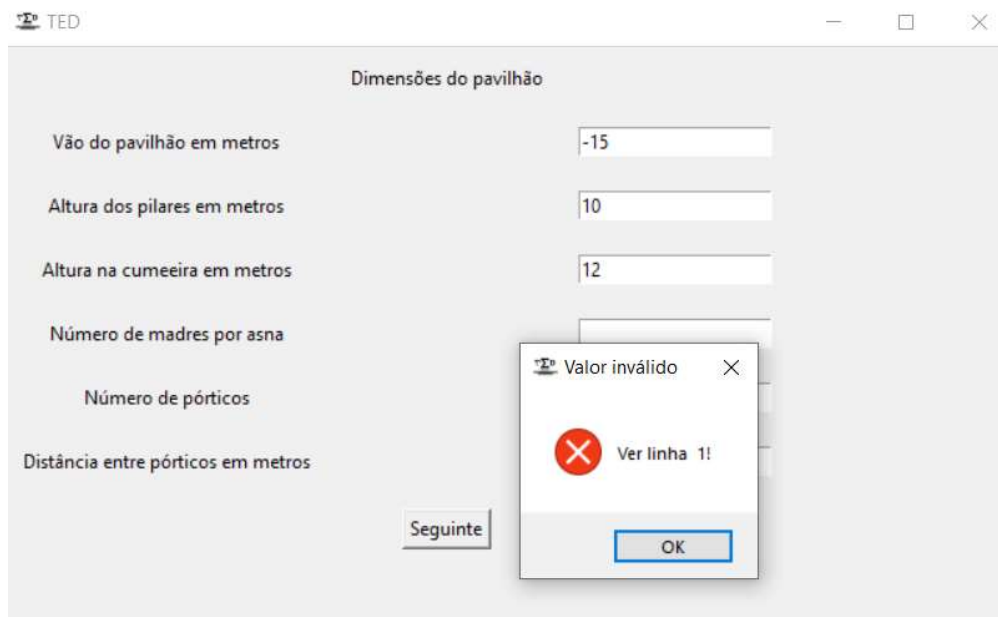 TED
Dimensões do pavilhão
Vão do pavilhão em metros
-15
Altura dos pilares em metros
10
Altura na cumeeira em metros
12
Número de madres por asna
Valor inválido
Número de pórticos
Ver linha  1!
Distância entre pórticos em metros
Seguinte
OK